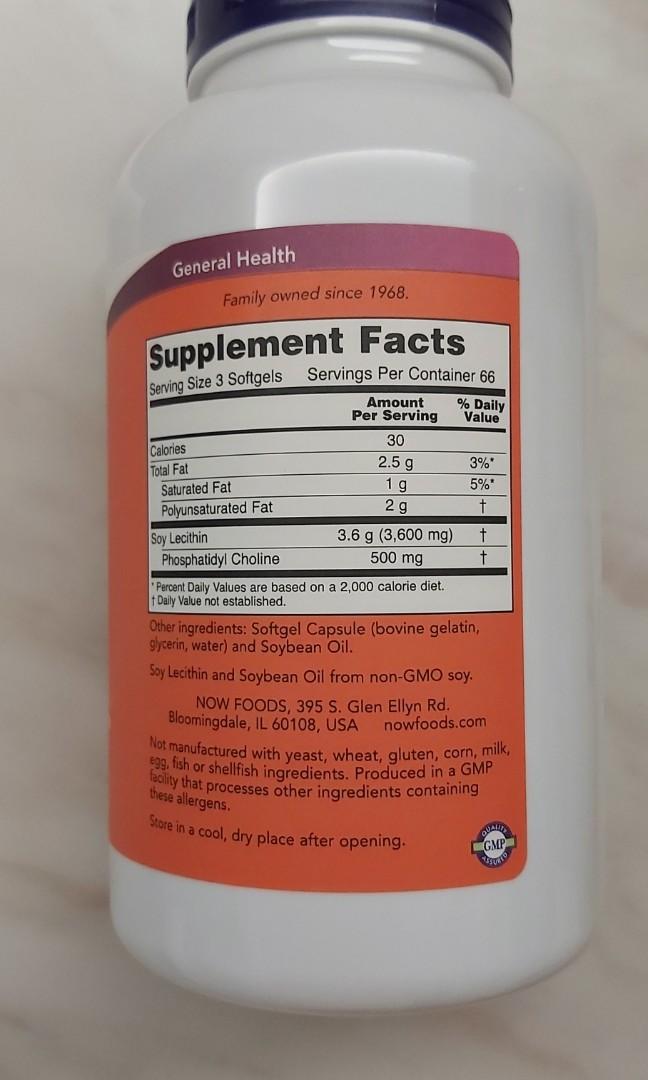 General Health
Family owned since 1968.
Supplement Facts
Serving Size 3 Softgels Servings Per Container 66
Amount Per Serving % Daily Value
Calories 30
Total Fat 2.5 g 3%*
Saturated Fat 1 g 5%*
Polyunsaturated Fat 2 g †
Soy Lecithin 3.6 g (3,600 mg) †
Phosphatidyl Choline 500 mg †
* Percent Daily Values are based on a 2,000 calorie diet.
† Daily Value not established.
Other ingredients: Softgel Capsule (bovine gelatin,
glycerin, water) and Soybean Oil.
Soy Lecithin and Soybean Oil from non-GMO soy.
NOW FOODS, 395 S. Glen Ellyn Rd.
Bloomingdale, IL 60108, USA nowfoods.com
Not manufactured with yeast, wheat, gluten, corn, milk,
egg, fish or shellfish ingredients. Produced in a GMP
facility that processes other ingredients containing
these allergens.
Store in a cool, dry place after opening.
QUALITY
GMP
ASSURED